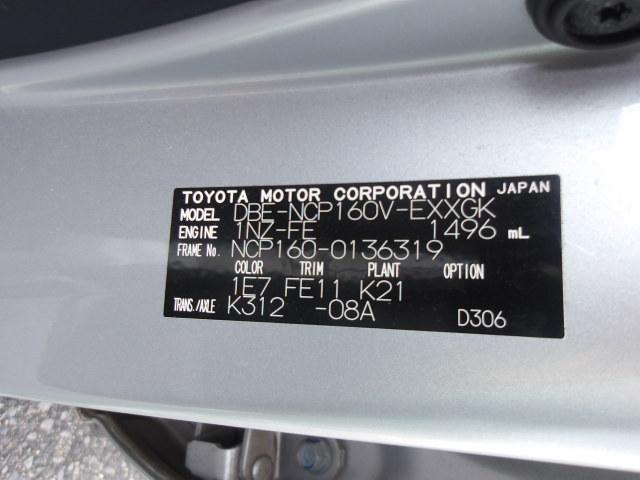 TOYOTA MOTOR CORPORATION JAPAN
MODEL DBE-NCP160V-EXXGK
ENGINE 1NZ-FE 1496 mL
FRAME No. NCP160-0136319
COLOR TRIM PLANT OPTION
1E7 FE11 K21
TRANS./AXLE K312 -08A D306